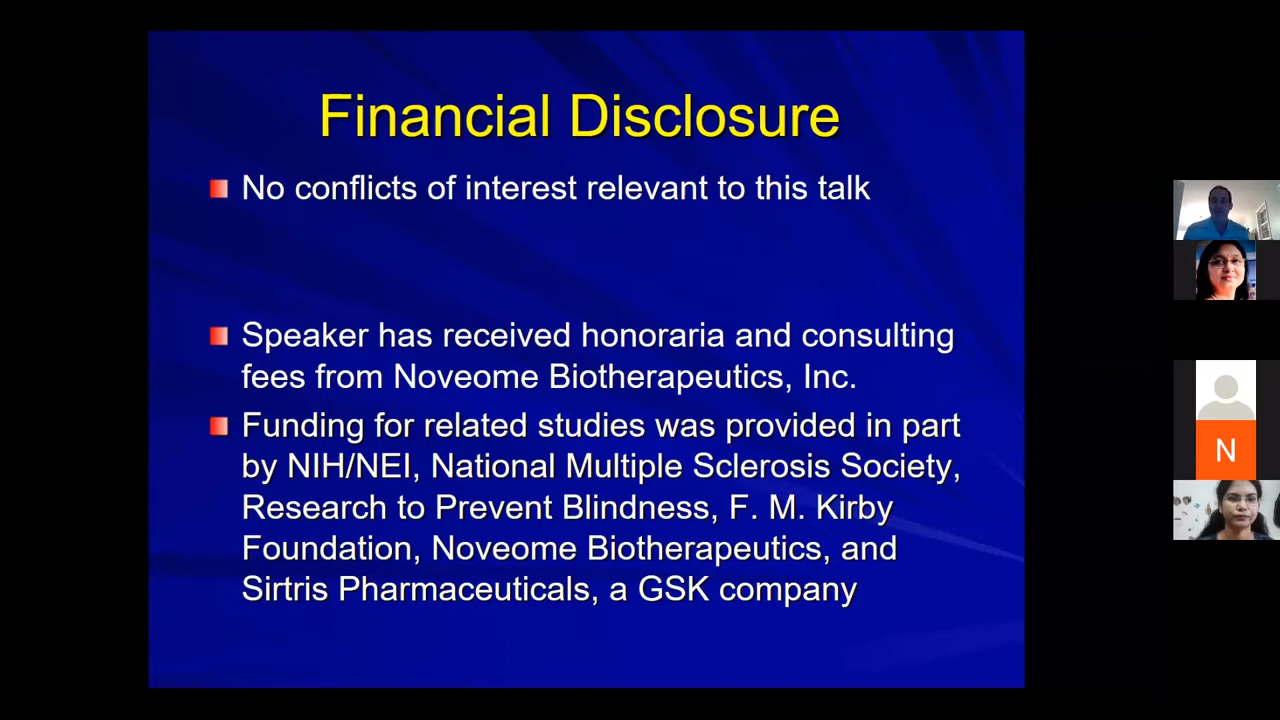 Financial Disclosure
No conflicts of interest relevant to this talk
Speaker has received honoraria and consulting
fees from Noveome Biotherapeutics, Inc.
Funding for related studies was provided in part
by NIH/NEI, National Multiple Sclerosis Society,
Research to Prevent Blindness, F. M. Kirby
Foundation, Noveome Biotherapeutics, and
Sirtris Pharmaceuticals, a GSK company
N